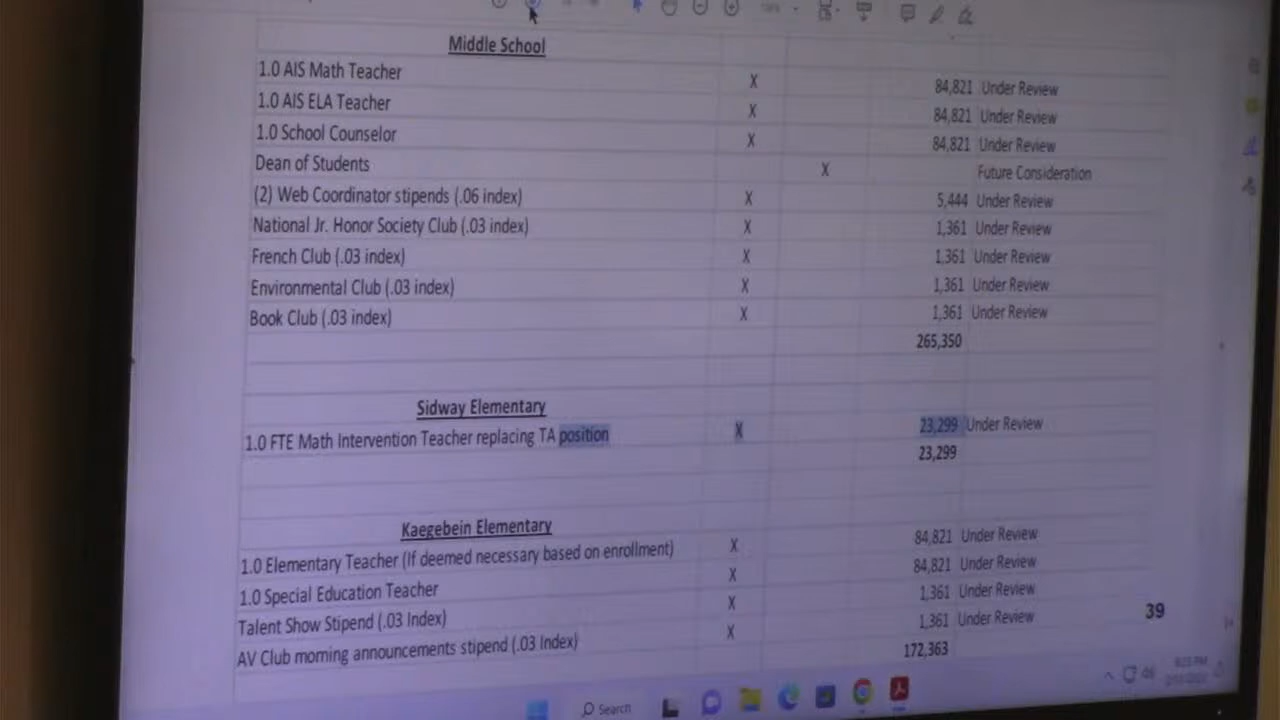 Middle School
1.0 AIS Math Teacher X 84,821 Under Review
1.0 AIS ELA Teacher X 84,821 Under Review
1.0 School Counselor X 84,821 Under Review
Dean of Students X Future Consideration
(2) Web Coordinator stipends (.06 index) X 5,444 Under Review
National Jr. Honor Society Club (.03 index) X 1,361 Under Review
French Club (.03 index) X 1,361 Under Review
Environmental Club (.03 index) X 1,361 Under Review
Book Club (.03 index) X 1,361 Under Review
265,350
Sidway Elementary
1.0 FTE Math Intervention Teacher replacing TA position X 23,299 Under Review
23,299
Kaegebein Elementary
1.0 Elementary Teacher (If deemed necessary based on enrollment) X 84,821 Under Review
1.0 Special Education Teacher X 84,821 Under Review
Talent Show Stipend (.03 Index) X 1,361 Under Review
AV Club morning announcements stipend (.03 Index) X 1,361 Under Review
172,363
39
Search